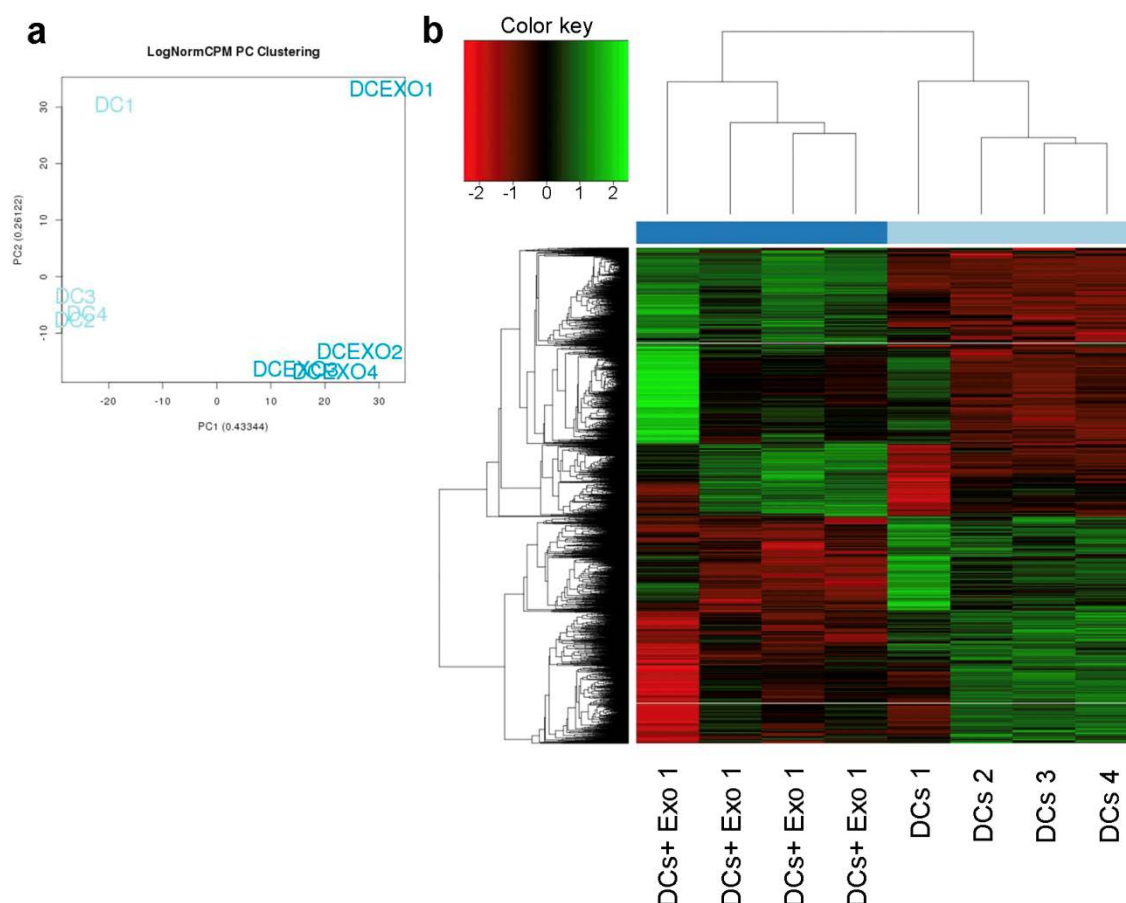 a
LogNormCPM PC Clustering
DCEXO1
DC1
DC3
DC4
DC2
DCEXO2
DCEXO3
DCEXO4
PC2 (0.26122)
30
20
10
0
-10
-20
-10
0
10
20
30
PC1 (0.43344)
b
Color key
-2 -1 0 1 2
DCs+ Exo 1
DCs+ Exo 1
DCs+ Exo 1
DCs+ Exo 1
DCs 1
DCs 2
DCs 3
DCs 4